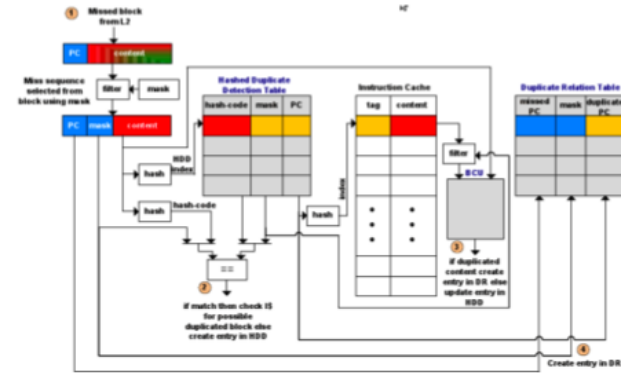 1
Missed block
from L2
PC
content
Miss sequence
selected from
block using mask
filter
mask
PC
mask
content
hash
HDD
index
hash
hash-code
Hashed Duplicate
Detection Table
hash-code
mask
PC
hash
index
==
2
if match then check I$
for possible
duplicated block else
create entry in HDD
Instruction Cache
tag
content
filter
BCU
3
if duplicated
content create
entry in DR else
update entry in
HDD
Duplicate Relation Table
missed
PC
mask
duplicate
PC
4
Create entry in DR